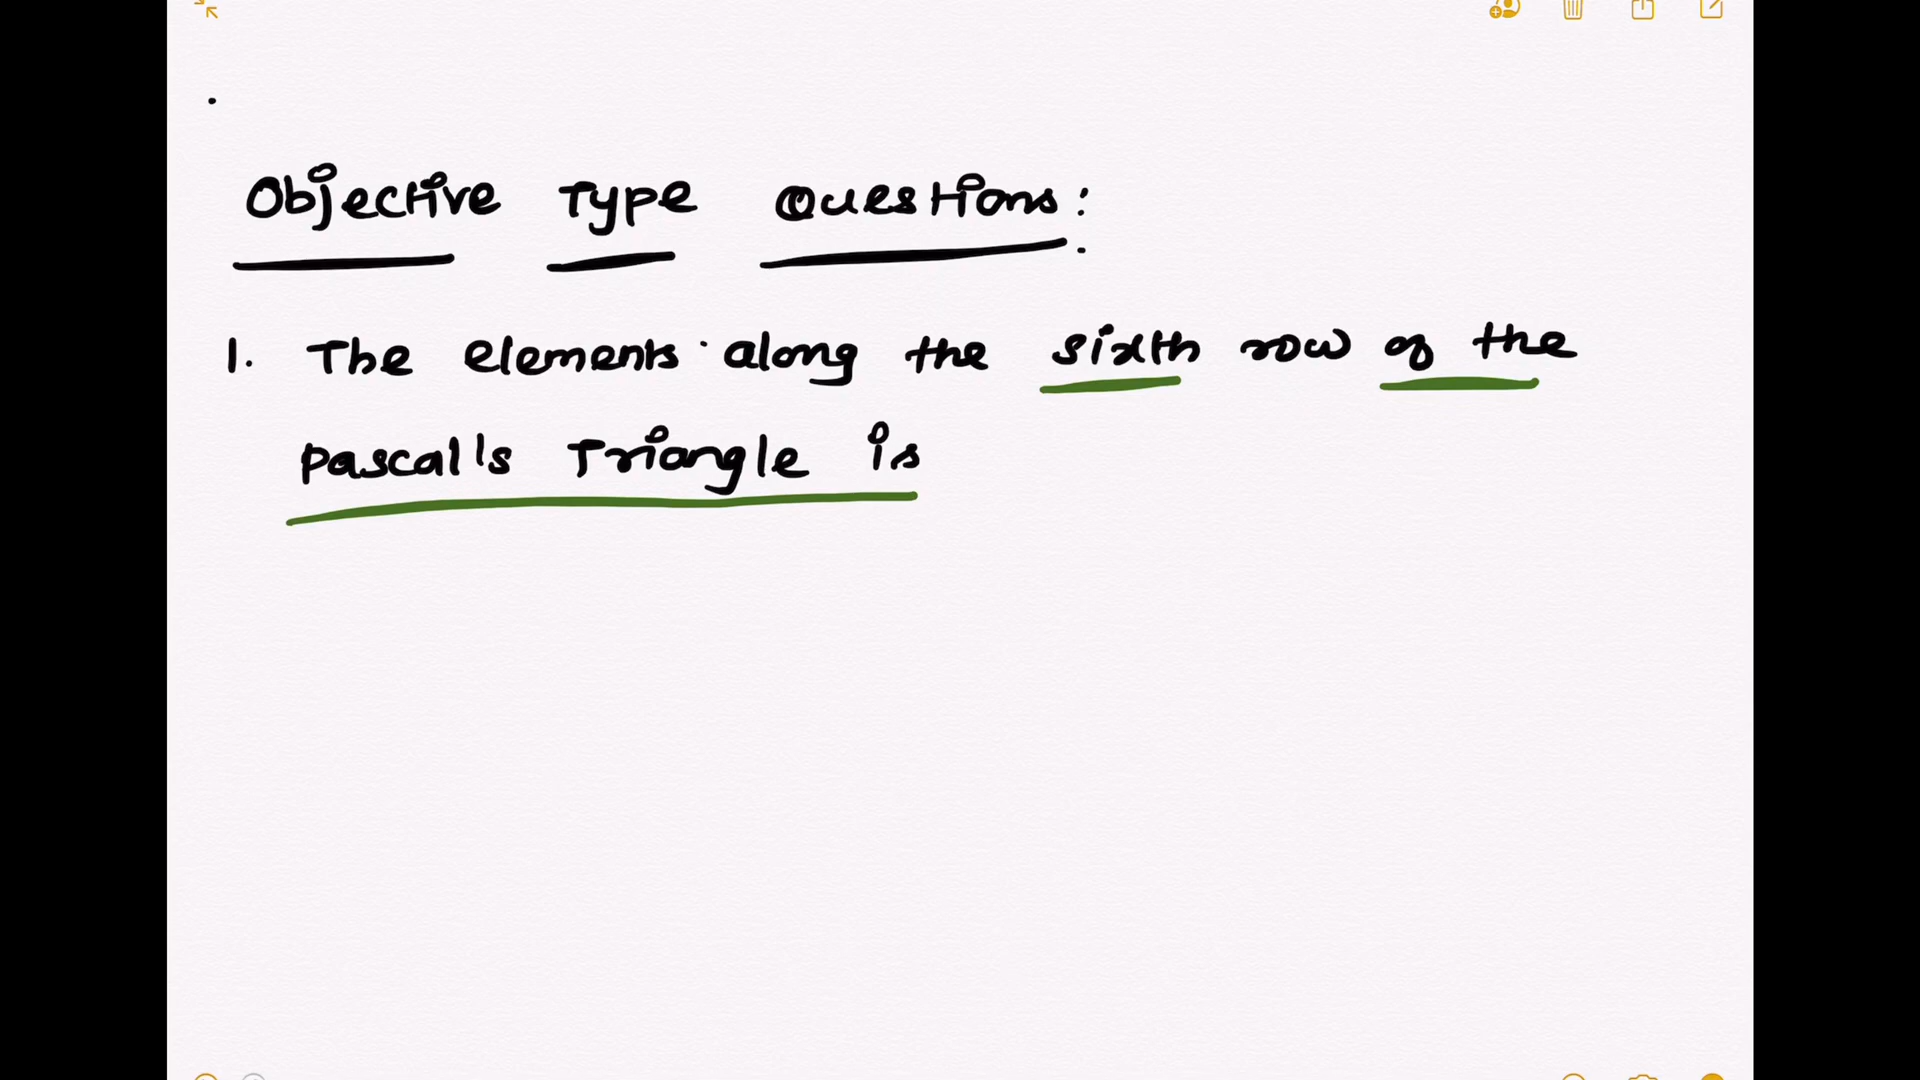 Objective Type Questions:
1. The elements along the sixth row of the
Pascal's Triangle is